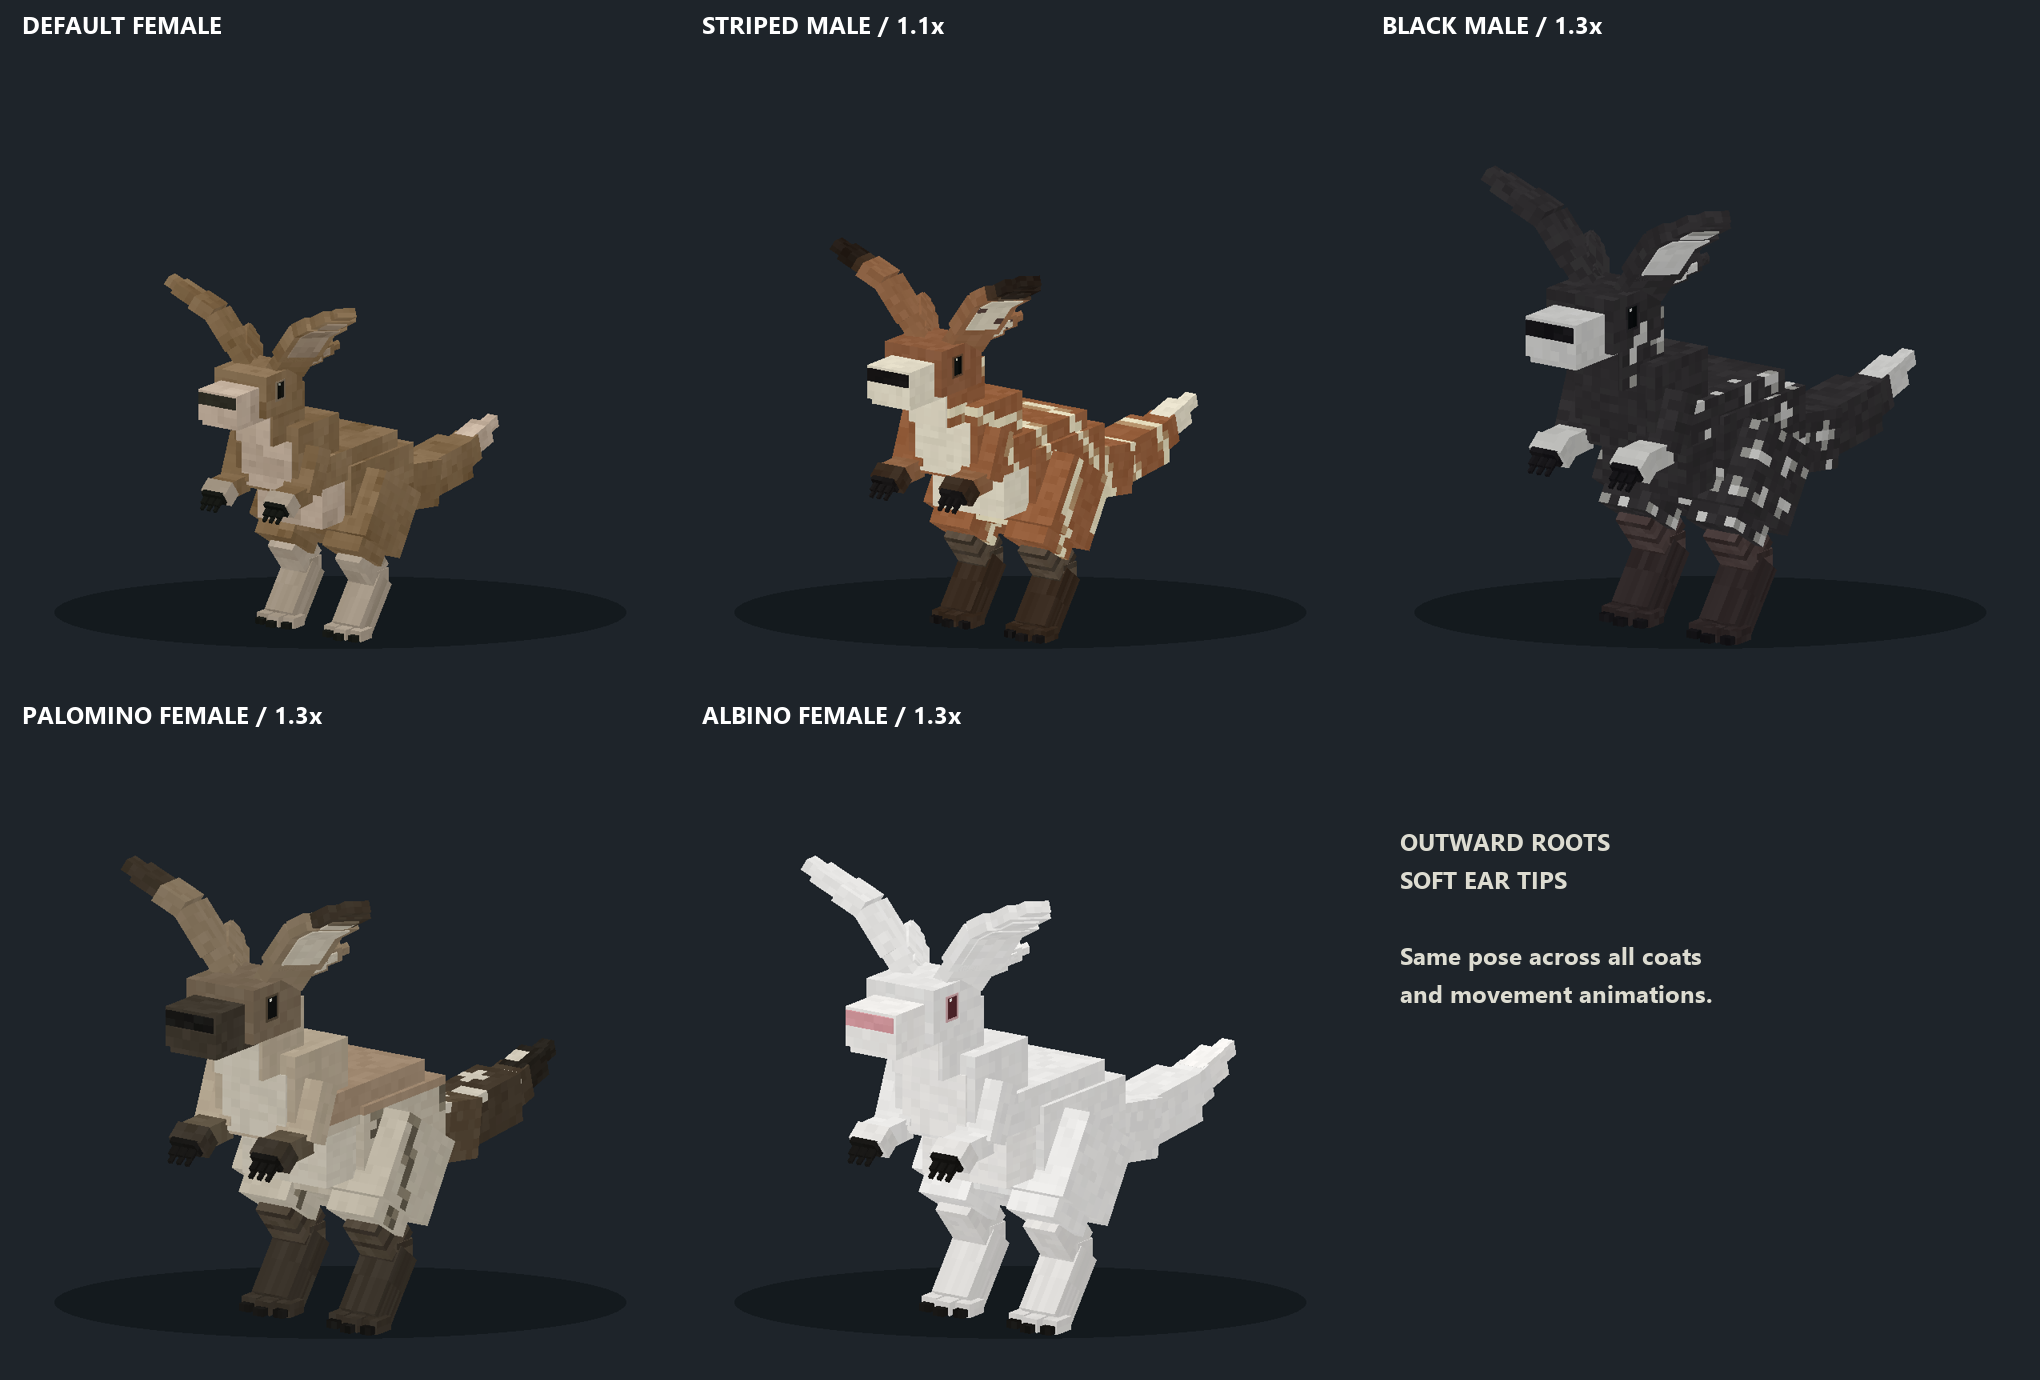 DEFAULT FEMALE
STRIPED MALE / 1.1x
BLACK MALE / 1.3x
PALOMINO FEMALE / 1.3x
ALBINO FEMALE / 1.3x
OUTWARD ROOTS
SOFT EAR TIPS
Same pose across all coats
and movement animations.